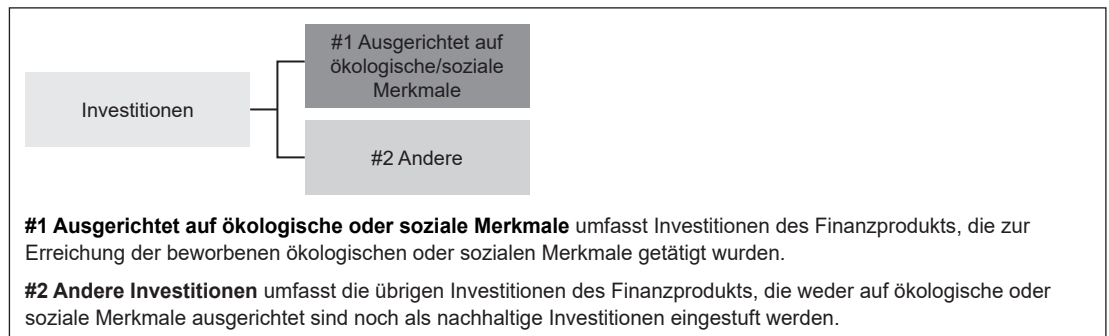 #1 Ausgerichtet auf
ökologische/soziale
Merkmale
Investitionen
#2 Andere
#1 Ausgerichtet auf ökologische oder soziale Merkmale umfasst Investitionen des Finanzprodukts, die zur
Erreichung der beworbenen ökologischen oder sozialen Merkmale getätigt wurden.
#2 Andere Investitionen umfasst die übrigen Investitionen des Finanzprodukts, die weder auf ökologische oder
soziale Merkmale ausgerichtet sind noch als nachhaltige Investitionen eingestuft werden.